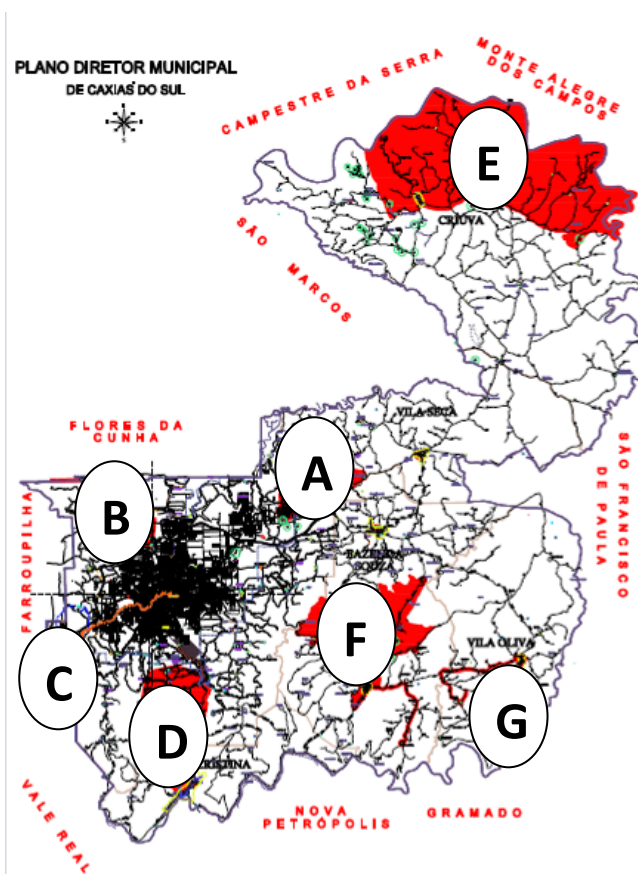 PLANO DIRETOR MUNICIPAL
DE CAXIAS DO SUL
CAMPESTRE DA SERRA
MONTE ALEGRE
DOS CAMPOS
E
CRIUVA
SÃO MARCOS
VILA SECA
FLORES DA
CUNHA
A
SÃO FRANCISCO
DE PAULA
B
FARROUPILHA
F
VILA OLIVA
C
G
D
NOVA
PETRÓPOLIS
GRAMADO
VALE REAL